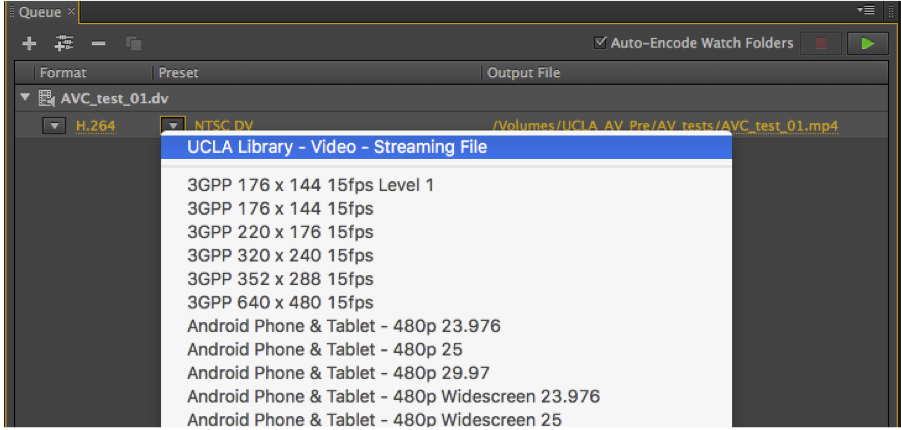 Queue ×
Auto-Encode Watch Folders
Format Preset Output File
AVC_test_01.dv
H.264 NTSC DV /Volumes/UCLA_AV_Pre/AV_tests/AVC_test_01.mp4
UCLA Library - Video - Streaming File
3GPP 176 x 144 15fps Level 1
3GPP 176 x 144 15fps
3GPP 220 x 176 15fps
3GPP 320 x 240 15fps
3GPP 352 x 288 15fps
3GPP 640 x 480 15fps
Android Phone & Tablet - 480p 23.976
Android Phone & Tablet - 480p 25
Android Phone & Tablet - 480p 29.97
Android Phone & Tablet - 480p Widescreen 23.976
Android Phone & Tablet - 480p Widescreen 25